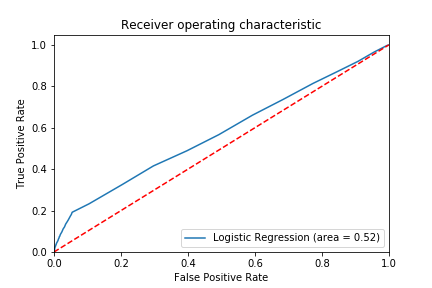 Receiver operating characteristic
1.0
0.8
0.6
0.4
0.2
0.0
True Positive Rate
Logistic Regression (area = 0.52)
0.0 0.2 0.4 0.6 0.8 1.0
False Positive Rate